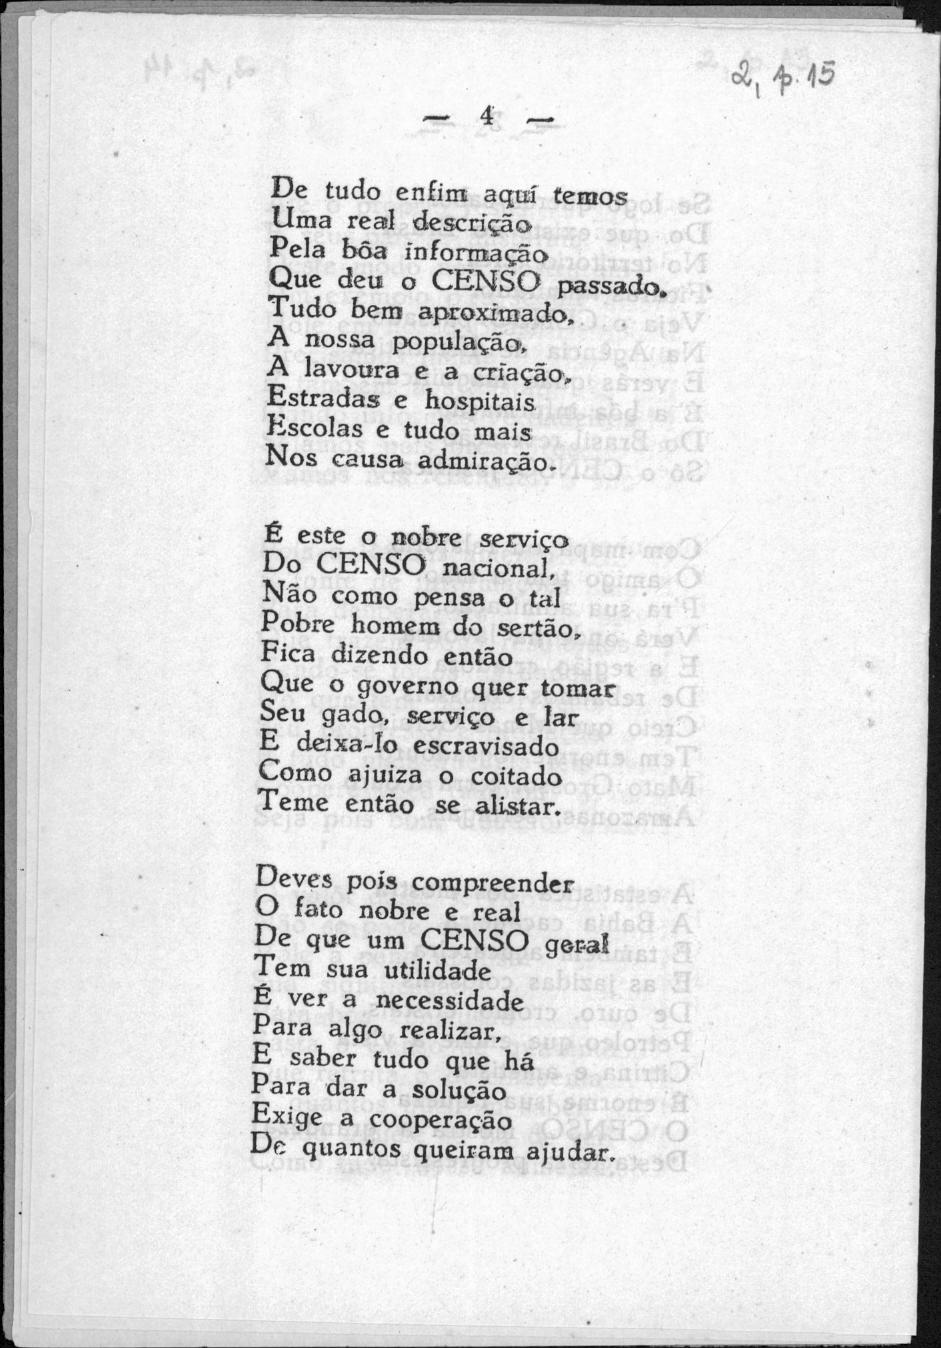 2, p. 15
— 4 —
De tudo enfim aquí temos
Uma real descrição
Pela bôa informação
Que deu o CENSO passado.
Tudo bem aproximado,
A nossa população,
A lavoura e a criação,
Estradas e hospitais
Escolas e tudo mais
Nos causa admiração.
É este o nobre serviço
Do CENSO nacional,
Não como pensa o tal
Pobre homem do sertão,
Fica dizendo então
Que o governo quer tomar
Seu gado, serviço e lar
E deixa-lo escravisado
Como ajuiza o coitado
Teme então se alistar.
Deves pois compreender
O fato nobre e real
De que um CENSO geral
Tem sua utilidade
É ver a necessidade
Para algo realizar,
E saber tudo que há
Para dar a solução
Exige a cooperação
De quantos queiram ajudar.